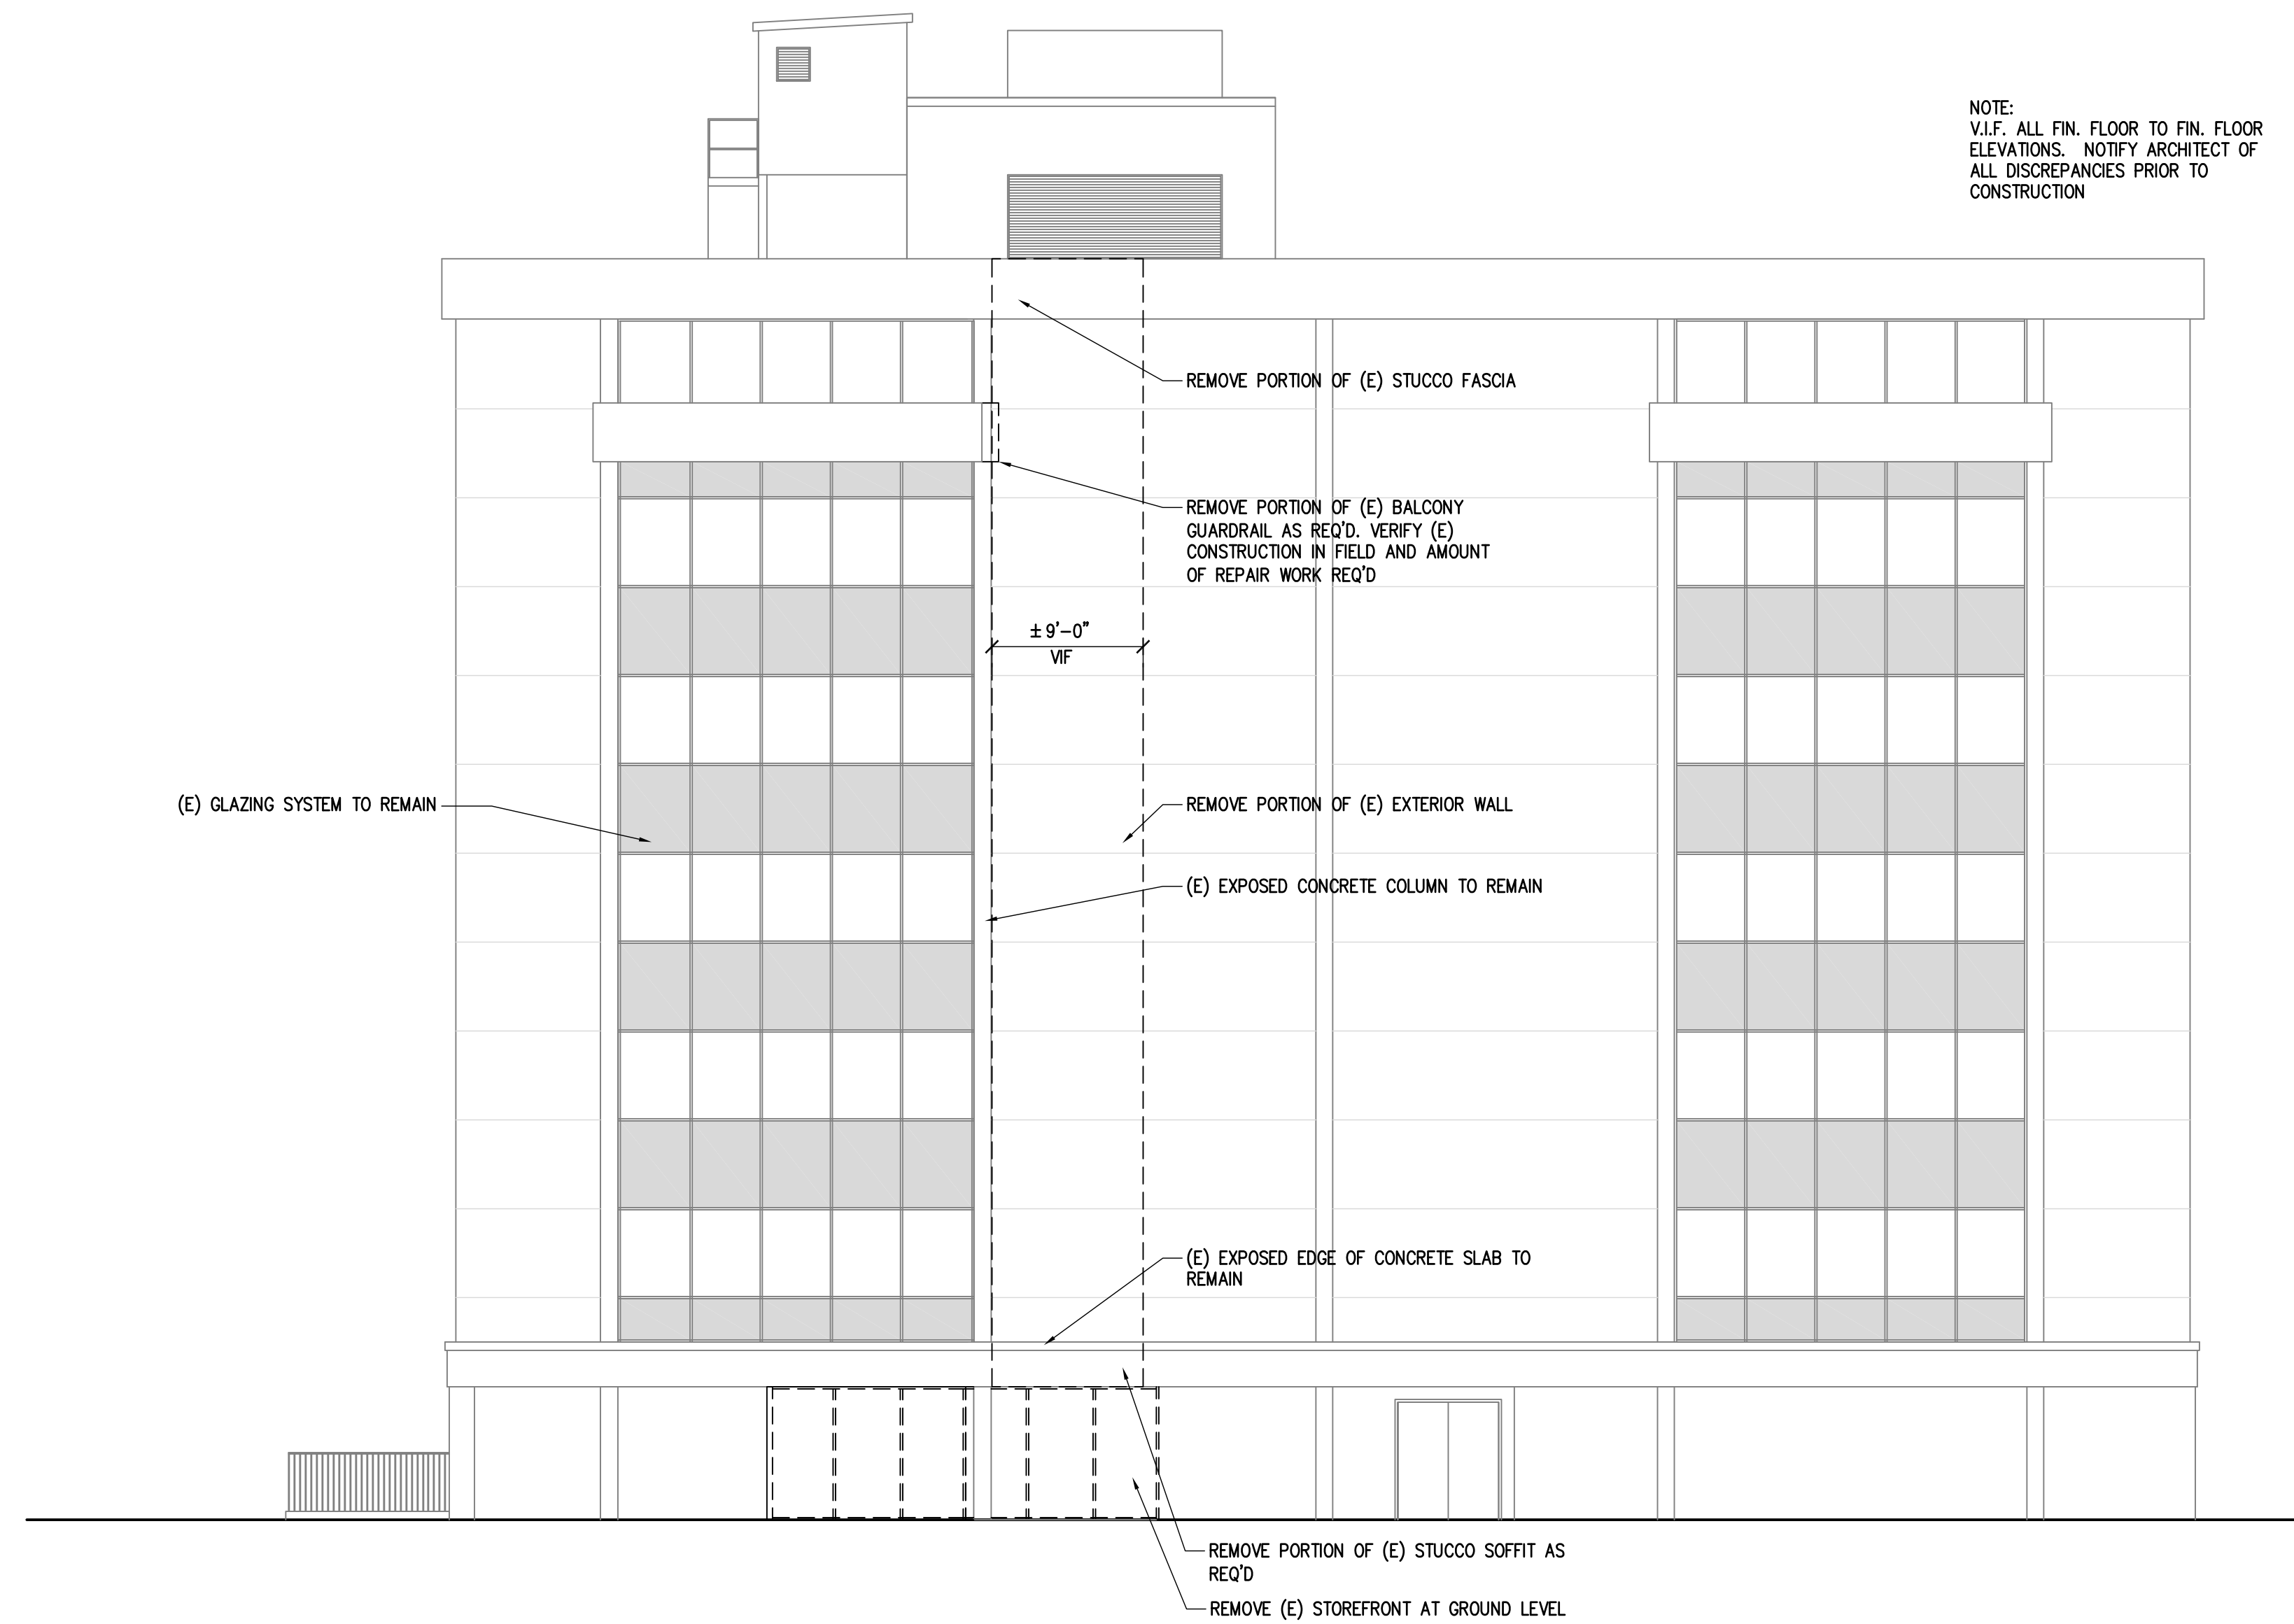 NOTE:
V.I.F. ALL FIN. FLOOR TO FIN. FLOOR
ELEVATIONS. NOTIFY ARCHITECT OF
ALL DISCREPANCIES PRIOR TO
CONSTRUCTION
REMOVE PORTION OF (E) STUCCO FASCIA
REMOVE PORTION OF (E) BALCONY
GUARDRAIL AS REQ'D. VERIFY (E)
CONSTRUCTION IN FIELD AND AMOUNT
OF REPAIR WORK REQ'D
± 9'-0"
VIF
(E) GLAZING SYSTEM TO REMAIN
REMOVE PORTION OF (E) EXTERIOR WALL
(E) EXPOSED CONCRETE COLUMN TO REMAIN
(E) EXPOSED EDGE OF CONCRETE SLAB TO
REMAIN
REMOVE PORTION OF (E) STUCCO SOFFIT AS
REQ'D
REMOVE (E) STOREFRONT AT GROUND LEVEL